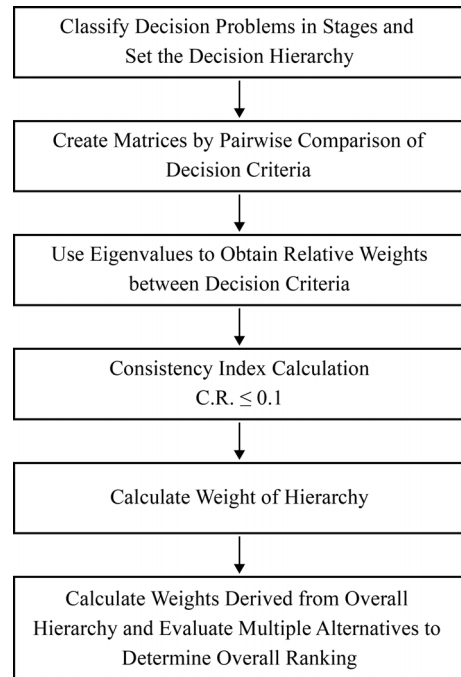 Classify Decision Problems in Stages and
Set the Decision Hierarchy
Create Matrices by Pairwise Comparison of
Decision Criteria
Use Eigenvalues to Obtain Relative Weights
between Decision Criteria
Consistency Index Calculation
C.R. ≤ 0.1
Calculate Weight of Hierarchy
Calculate Weights Derived from Overall
Hierarchy and Evaluate Multiple Alternatives to
Determine Overall Ranking